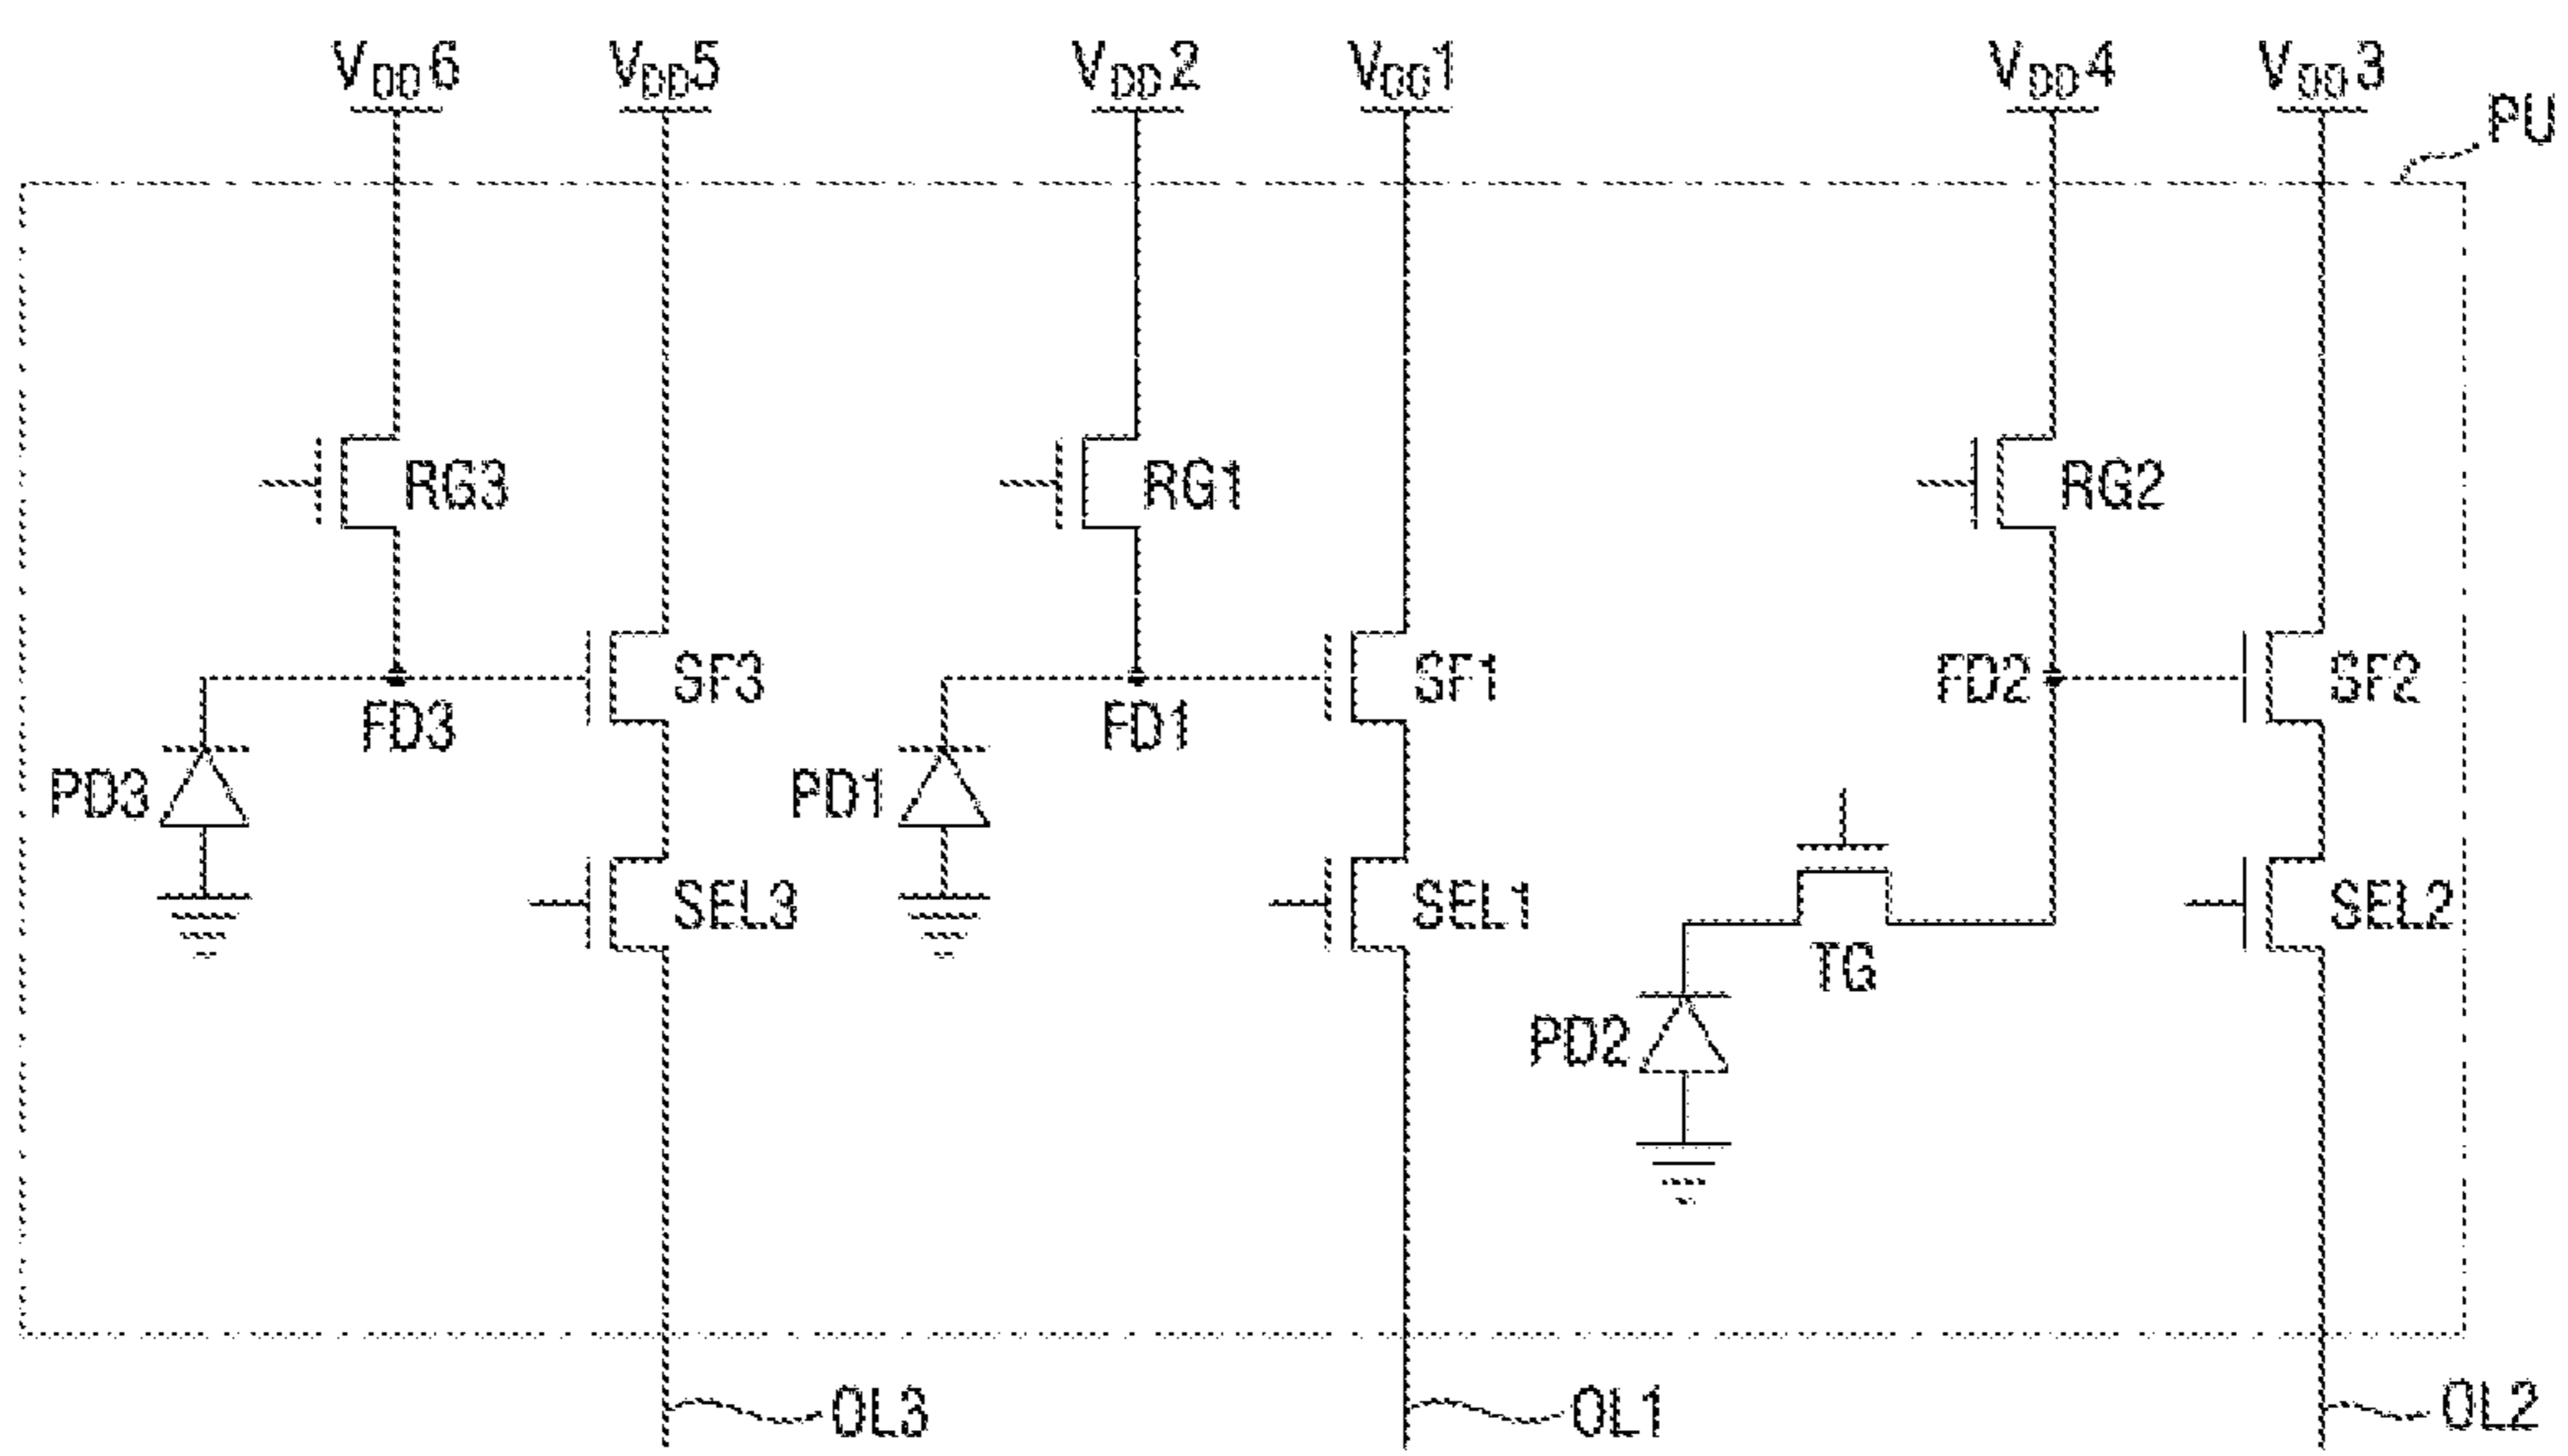 VDD6 VDD5 VDD2 VDD1 VDD4 VDD3
PU
RG3 RG1 RG2
SF3 SF1 FD2 SF2
FD3 FD1
PD3 PD1
SEL3 SEL1 SEL2
TG
PD2
OL3 OL1 OL2